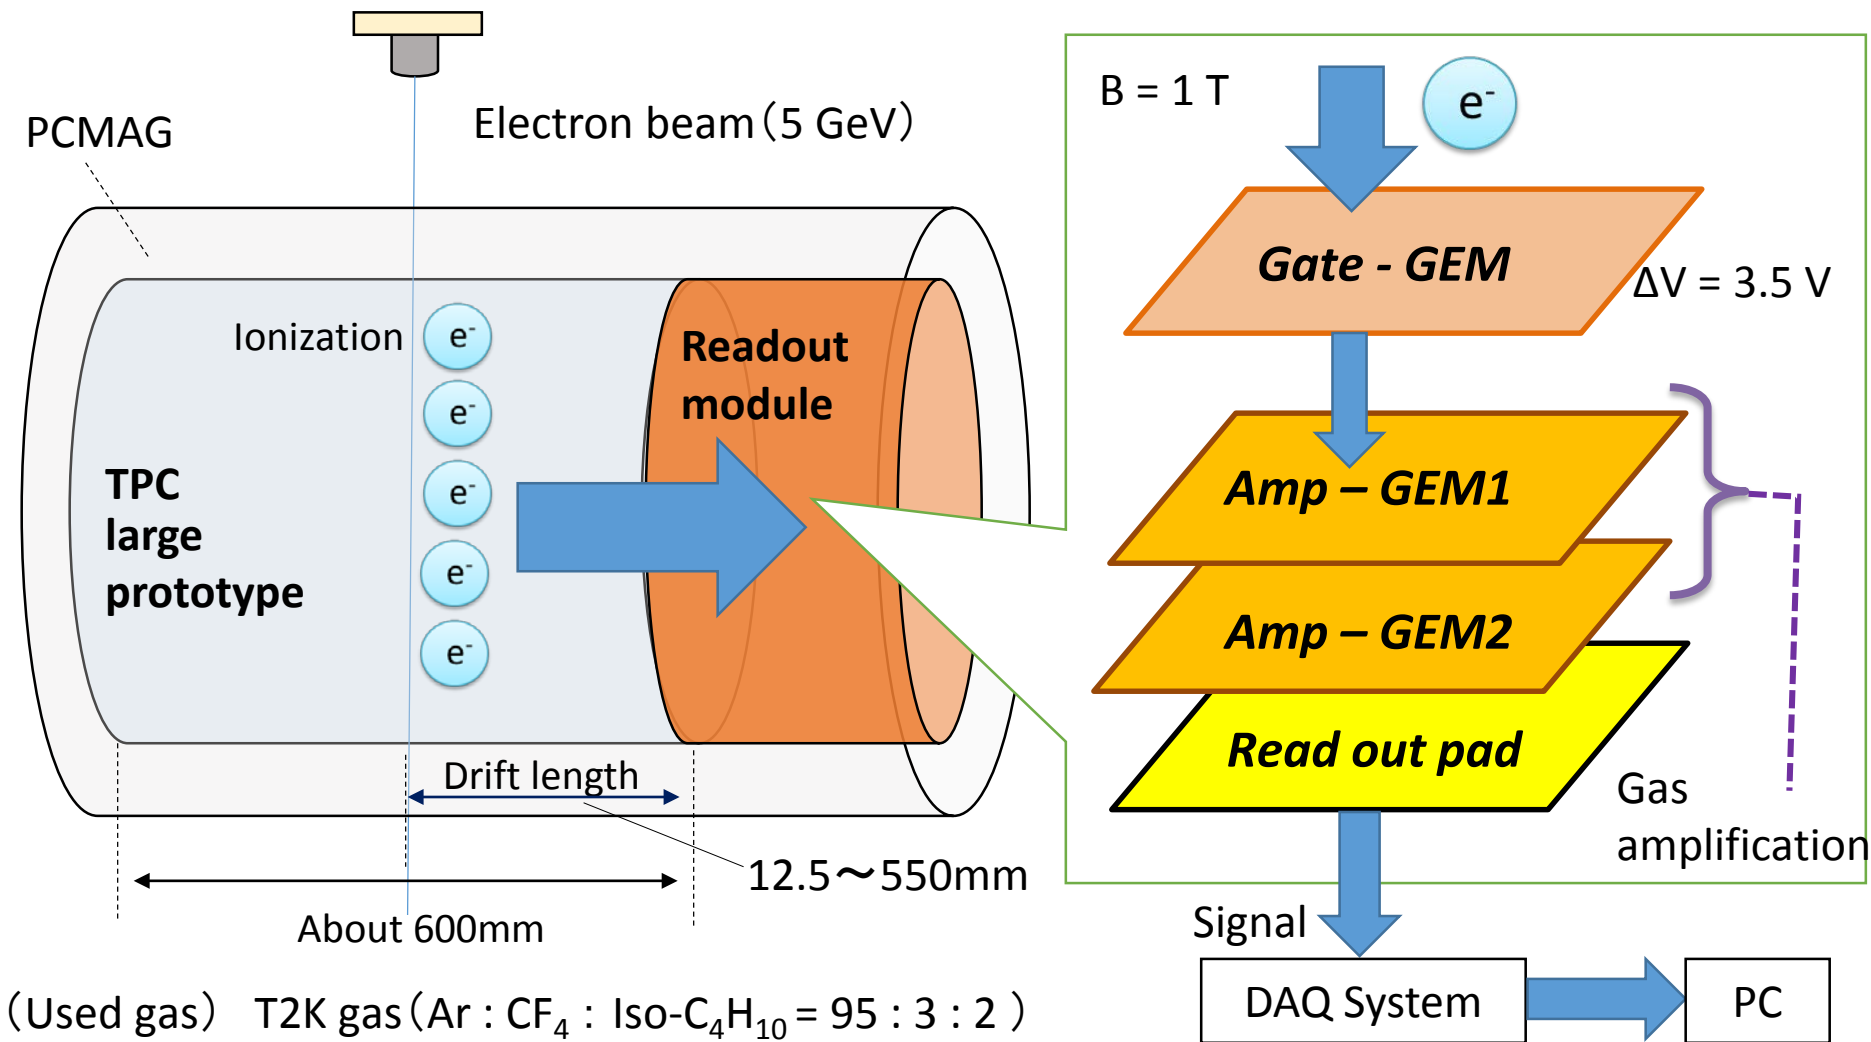 PCMAG
Electron beam（5 GeV）
Ionization
e-
e-
e-
e-
e-
TPC
large
prototype
Readout
module
Drift length
12.5～550mm
About 600mm
（Used gas） T2K gas（Ar : CF4 : Iso-C4H10 = 95 : 3 : 2 ）
B = 1 T
e-
Gate - GEM
ΔV = 3.5 V
Amp – GEM1
Amp – GEM2
Read out pad
Gas
amplification
Signal
DAQ System
PC